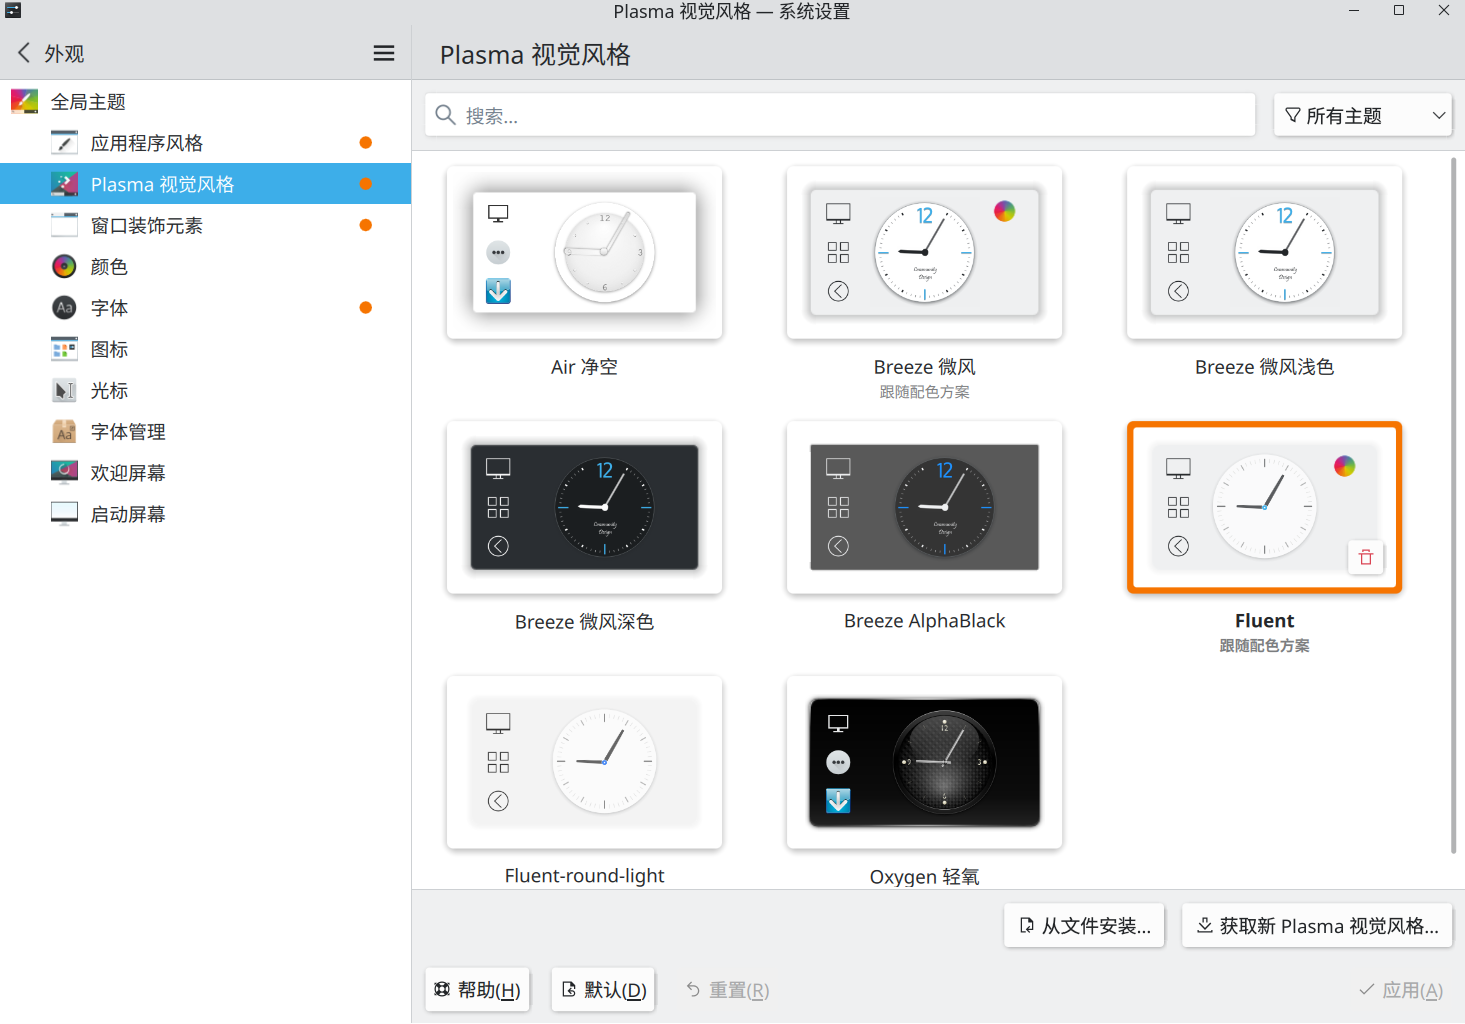 Plasma 视觉风格 — 系统设置
外观
Plasma 视觉风格
全局主题
应用程序风格
Plasma 视觉风格
窗口装饰元素
颜色
字体
图标
光标
字体管理
欢迎屏幕
启动屏幕
搜索...
所有主题
Air 净空
Breeze 微风
跟随配色方案
Breeze 微风浅色
Breeze 微风深色
Breeze AlphaBlack
Fluent
跟随配色方案
Fluent-round-light
Oxygen 轻氧
从文件安装...
获取新 Plasma 视觉风格...
帮助(H)
默认(D)
重置(R)
应用(A)